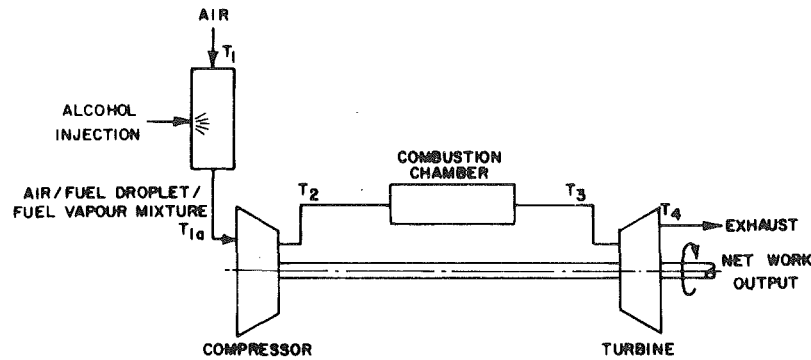 AIR
T1
ALCOHOL
INJECTION
AIR/FUEL DROPLET/
FUEL VAPOUR MIXTURE
T1a
T2
COMBUSTION
CHAMBER
T3
T4
EXHAUST
NET WORK
OUTPUT
COMPRESSOR
TURBINE